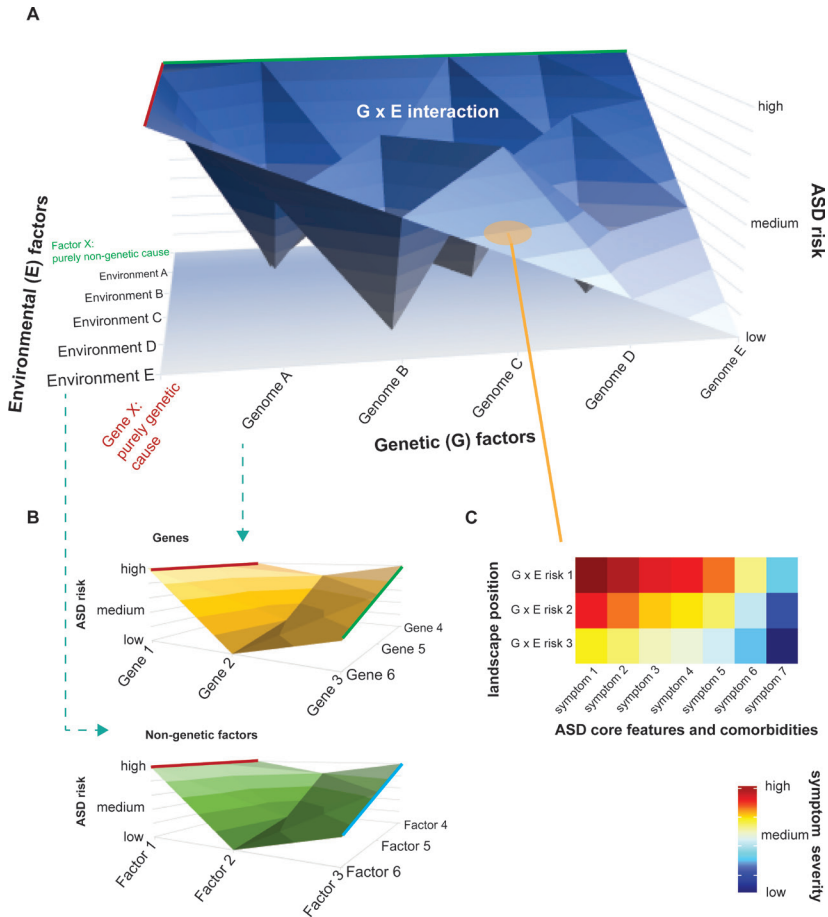 A
G x E interaction
high
medium
low
ASD risk
Environmental (E) factors
Factor X:
purely non-genetic cause
Environment A
Environment B
Environment C
Environment D
Environment E
Gene X:
purely genetic
cause
Genome A
Genome B
Genome C
Genome D
Genome E
Genetic (G) factors
B
Genes
ASD risk
high
medium
low
Gene 1
Gene 2
Gene 3
Gene 4
Gene 5
Gene 6
Non-genetic factors
ASD risk
high
medium
low
Factor 1
Factor 2
Factor 3
Factor 4
Factor 5
Factor 6
C
landscape position
G x E risk 1
G x E risk 2
G x E risk 3
symptom 1
symptom 2
symptom 3
symptom 4
symptom 5
symptom 6
symptom 7
ASD core features and comorbidities
high
medium
low
symptom severity